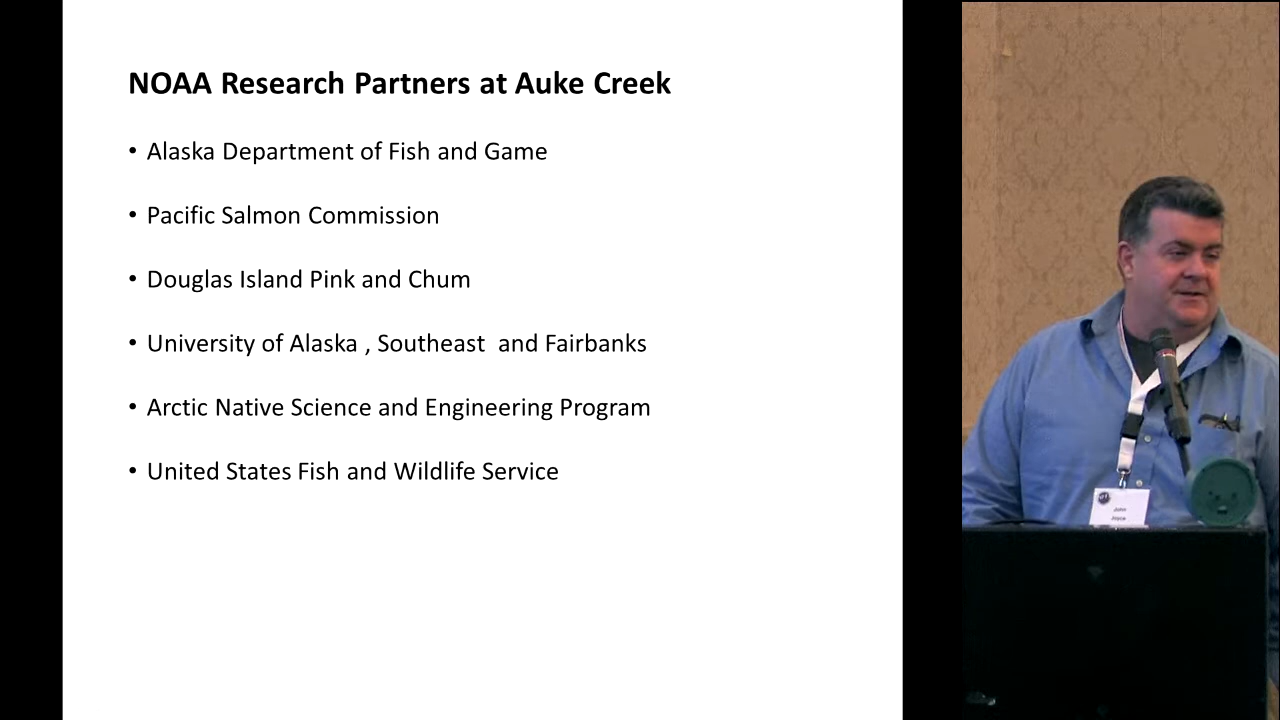 NOAA Research Partners at Auke Creek
• Alaska Department of Fish and Game
• Pacific Salmon Commission
• Douglas Island Pink and Chum
• University of Alaska , Southeast  and Fairbanks
• Arctic Native Science and Engineering Program
• United States Fish and Wildlife Service
John
Joyce